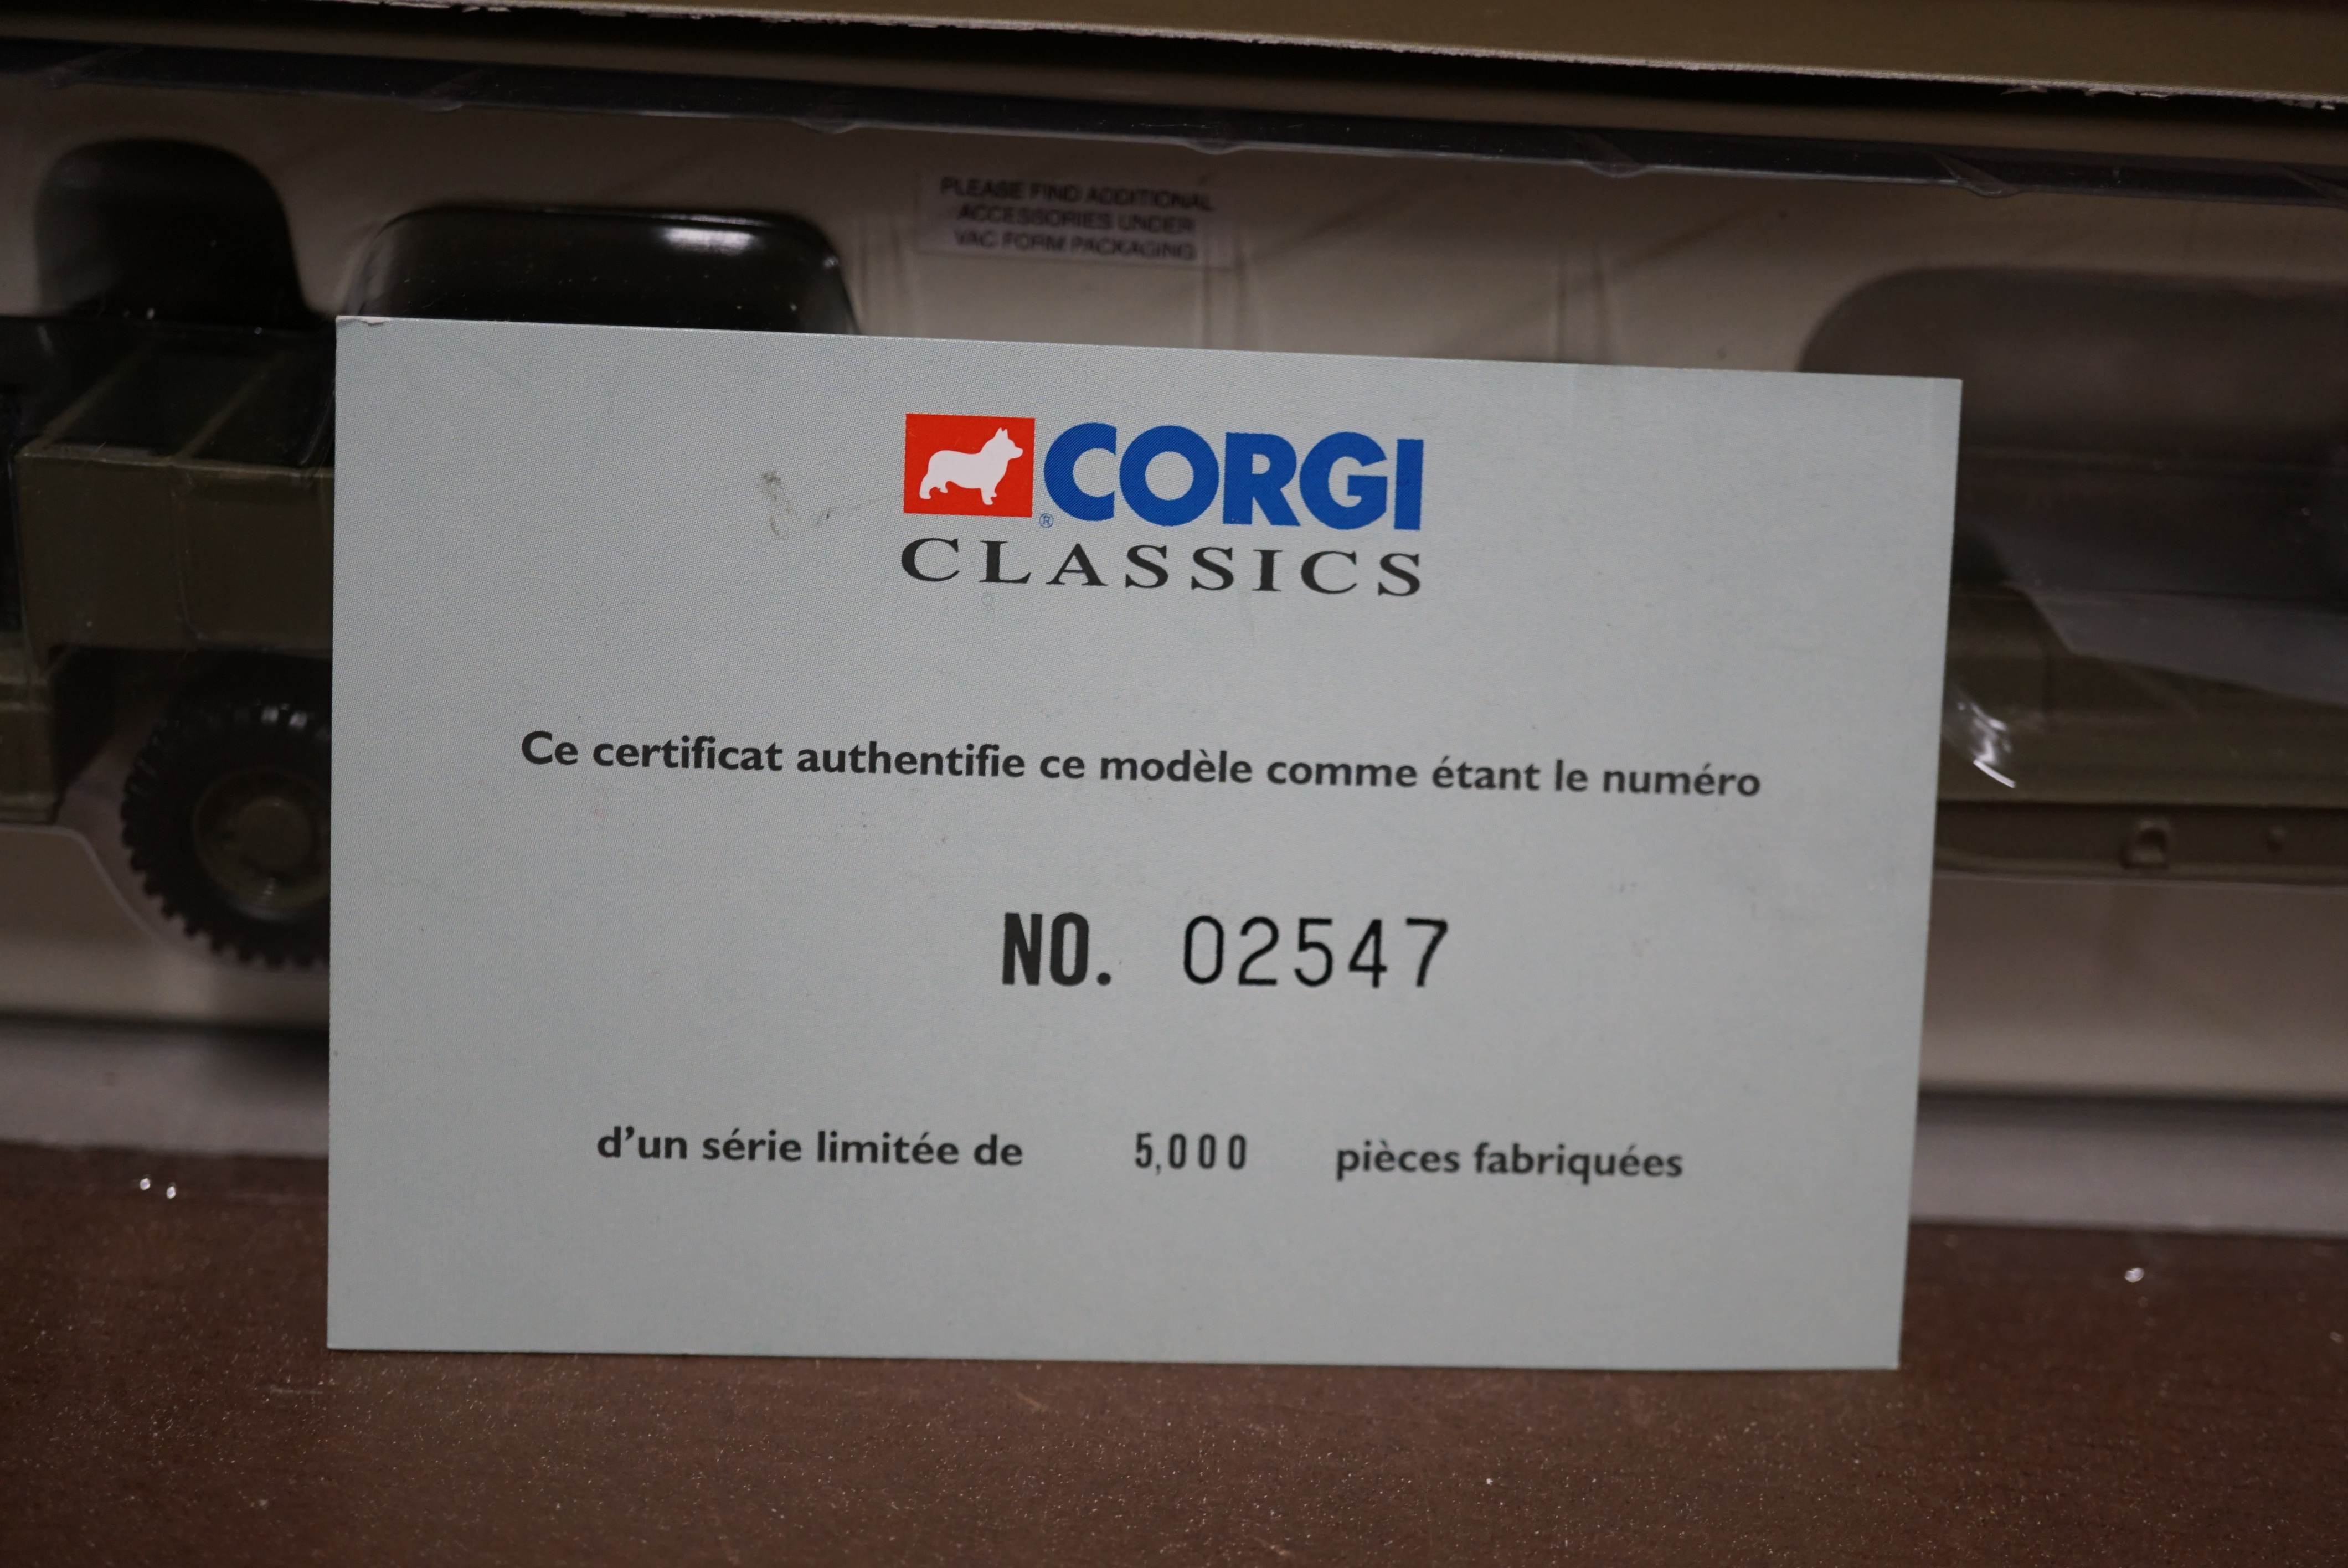 PLEASE FIND ADDITIONAL
ACCESSORIES UNDER
VAC FORM PACKAGING
® CORGI
CLASSICS
Ce certificat authentifie ce modèle comme étant le numéro
NO. 02547
d'un série limitée de 5,000 pièces fabriquées